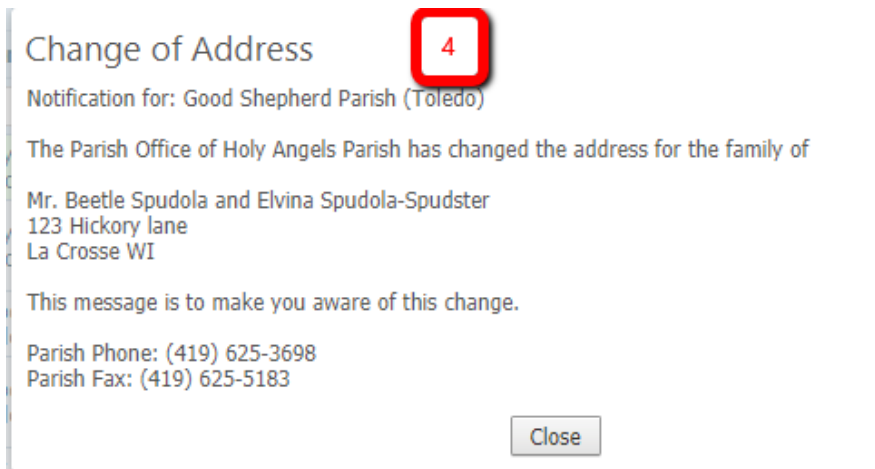 Change of Address
4
Notification for: Good Shepherd Parish (Toledo)
The Parish Office of Holy Angels Parish has changed the address for the family of
Mr. Beetle Spudola and Elvina Spudola-Spudster
123 Hickory lane
La Crosse WI
This message is to make you aware of this change.
Parish Phone: (419) 625-3698
Parish Fax: (419) 625-5183
Close